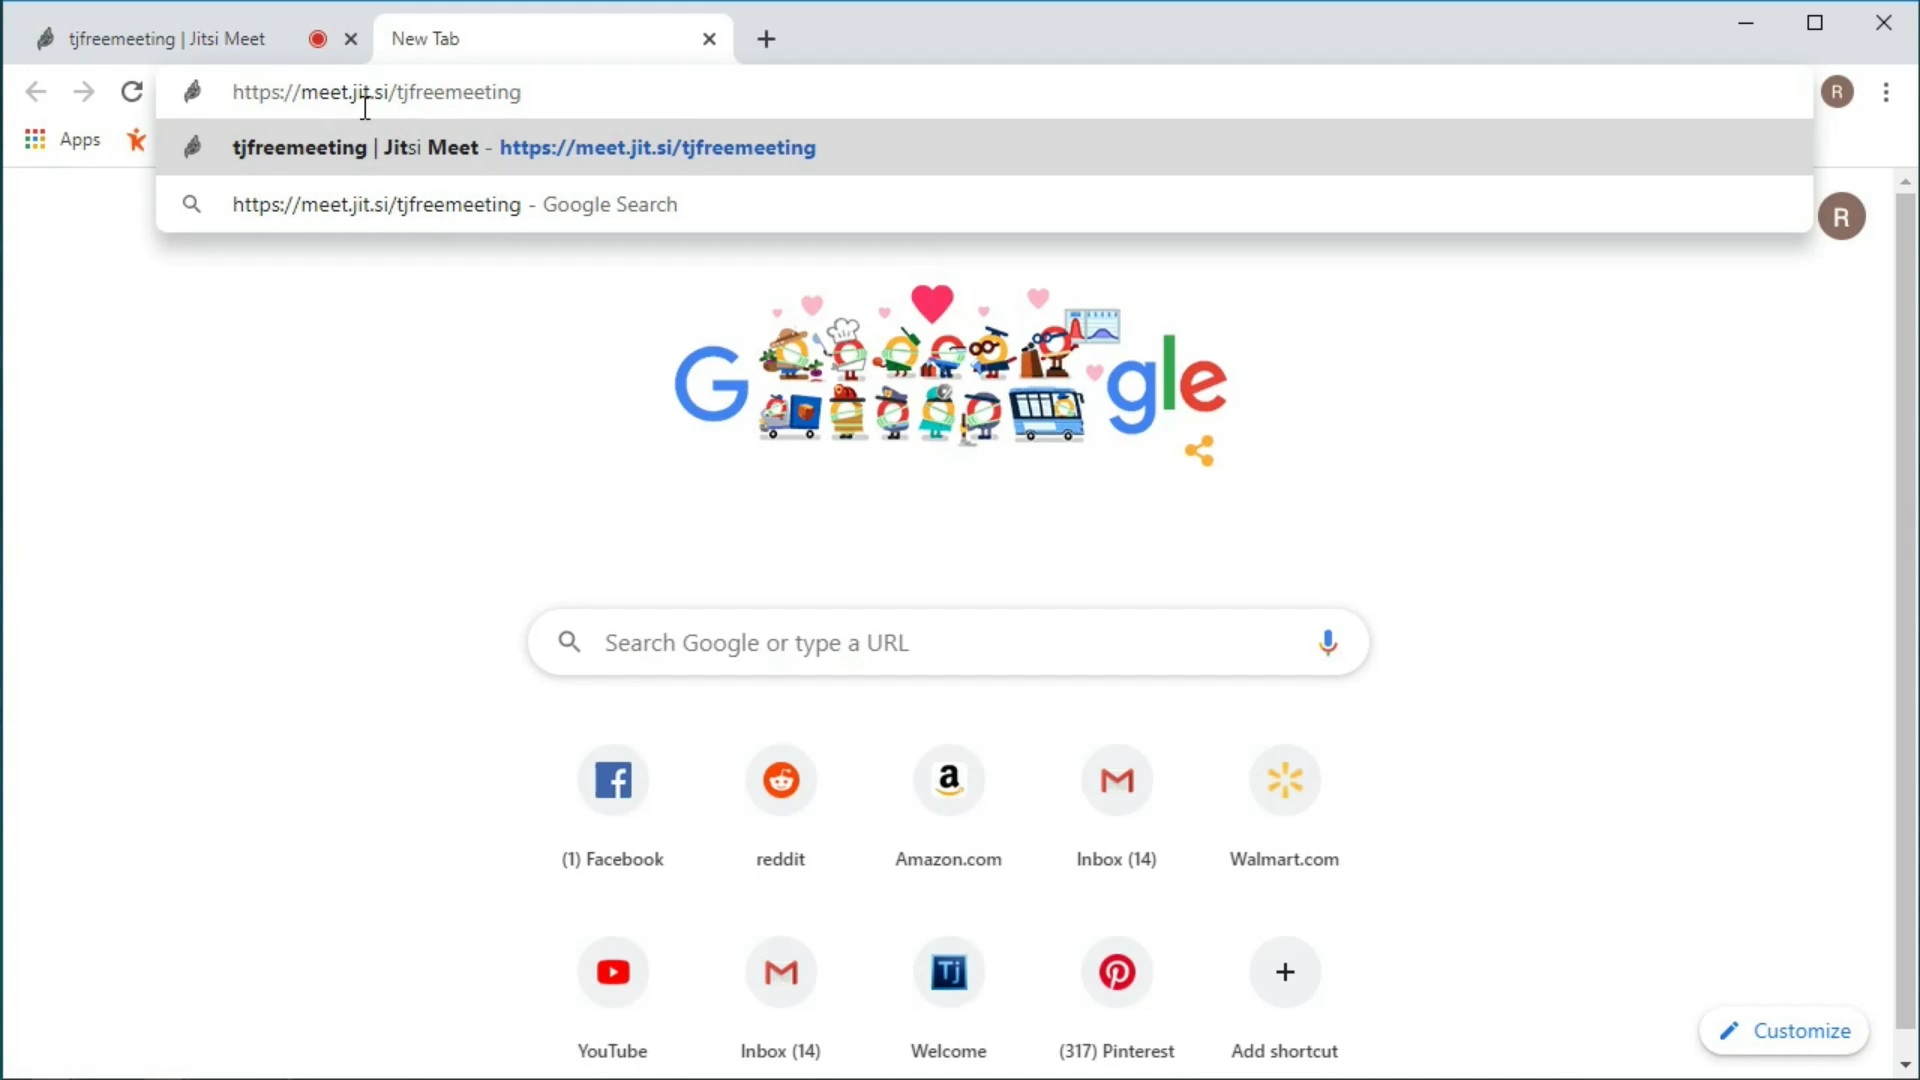 tjfreemeeting | Jitsi Meet
New Tab
https://meet.jit.si/tjfreemeeting
R
Apps
tjfreemeeting | Jitsi Meet - https://meet.jit.si/tjfreemeeting
https://meet.jit.si/tjfreemeeting - Google Search
R
G gle
Search Google or type a URL
(1) Facebook
reddit
Amazon.com
Inbox (14)
Walmart.com
Tj
YouTube
Inbox (14)
Welcome
(317) Pinterest
Add shortcut
Customize